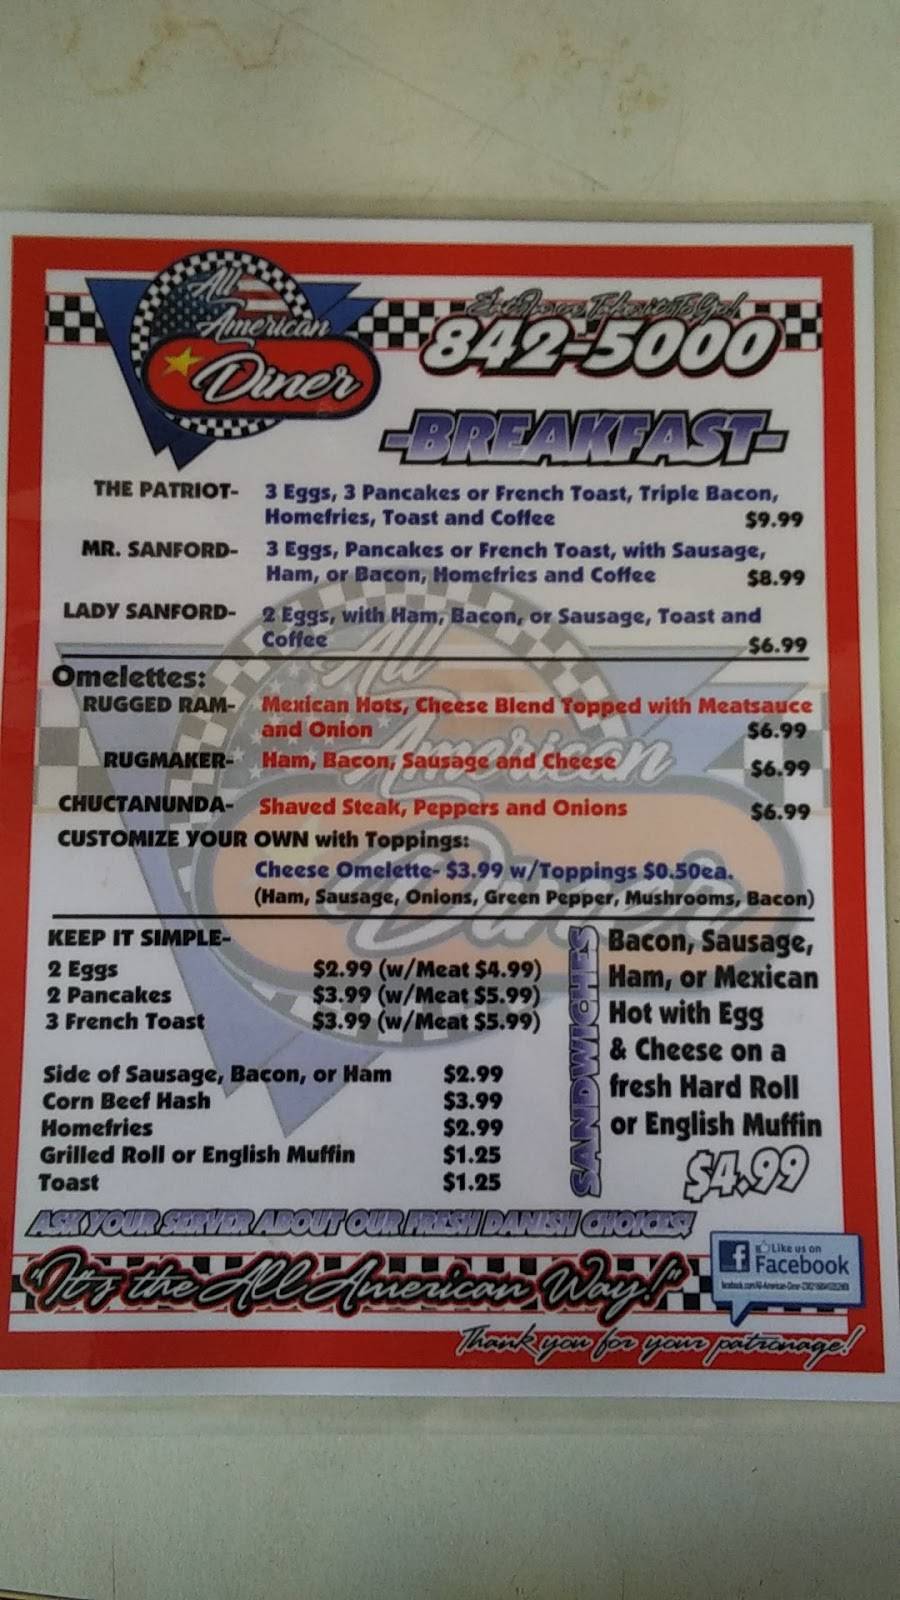 All
American
Diner
Eat In or Take it To Go!
842-5000
-BREAKFAST-
THE PATRIOT- 3 Eggs, 3 Pancakes or French Toast, Triple Bacon,
Homefries, Toast and Coffee $9.99
MR. SANFORD- 3 Eggs, Pancakes or French Toast, with Sausage,
Ham, or Bacon, Homefries and Coffee $8.99
LADY SANFORD- 2 Eggs, with Ham, Bacon, or Sausage, Toast and
Coffee $6.99
Omelettes:
RUGGED RAM- Mexican Hots, Cheese Blend Topped with Meatsauce
and Onion $6.99
RUGMAKER- Ham, Bacon, Sausage and Cheese $6.99
CHUCTANUNDA- Shaved Steak, Peppers and Onions $6.99
CUSTOMIZE YOUR OWN with Toppings:
Cheese Omelette- $3.99 w/Toppings $0.50ea.
(Ham, Sausage, Onions, Green Pepper, Mushrooms, Bacon)
All
American
Diner
KEEP IT SIMPLE-
2 Eggs $2.99 (w/Meat $4.99)
2 Pancakes $3.99 (w/Meat $5.99)
3 French Toast $3.99 (w/Meat $5.99)
Side of Sausage, Bacon, or Ham $2.99
Corn Beef Hash $3.99
Homefries $2.99
Grilled Roll or English Muffin $1.25
Toast $1.25
SANDWICHES
Bacon, Sausage,
Ham, or Mexican
Hot with Egg
& Cheese on a
fresh Hard Roll
or English Muffin
$4.99
ASK YOUR SERVER ABOUT OUR FRESH DANISH CHOICES!
"It's the All American Way!"
Like us on
Facebook
Thank you for your patronage!